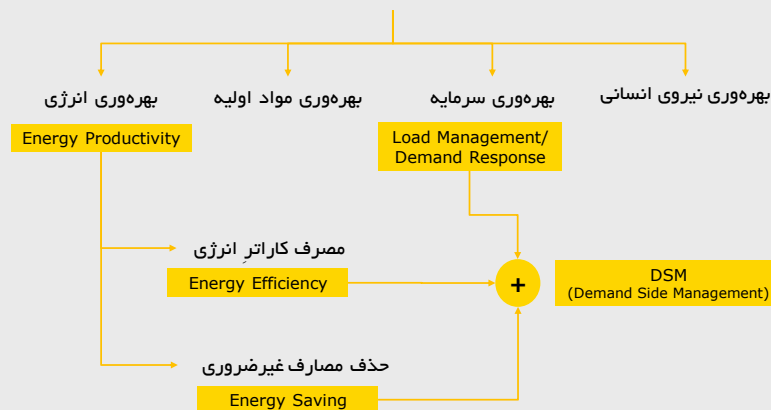 بهره‌وری نیروی انسانی
بهره‌وری سرمایه
بهره‌وری مواد اولیه
بهره‌وری انرژی
Load Management/
Demand Response
Energy Productivity
مصرف کاراترِ انرژی
Energy Efficiency
+
DSM
(Demand Side Management)
حذف مصارف غیرضروری
Energy Saving